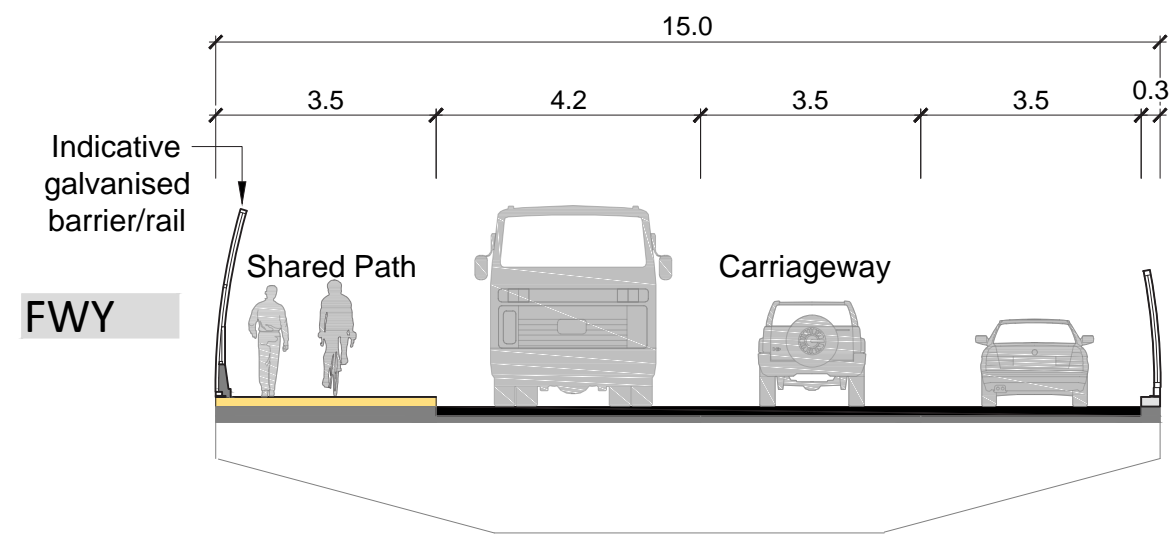 15.0
3.5
4.2
3.5
3.5
0.3
Indicative
galvanised
barrier/rail
Shared Path
Carriageway
FWY